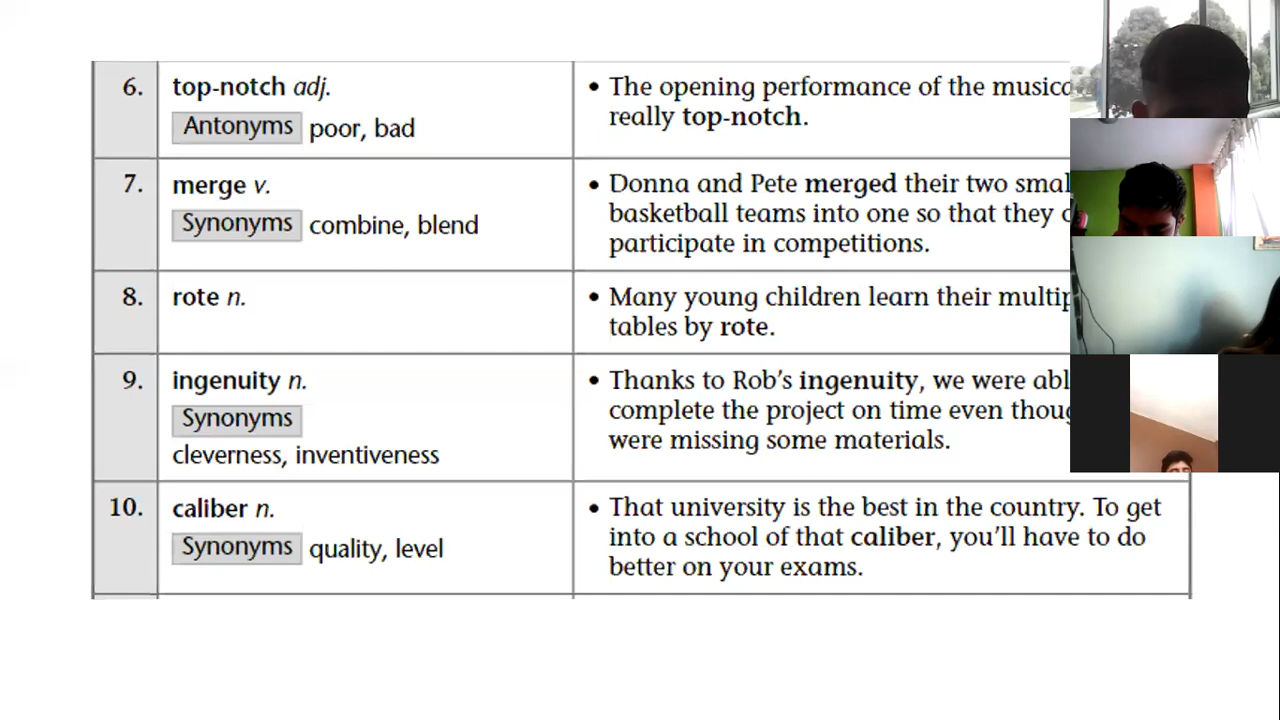 6. top-notch adj.
Antonyms poor, bad
• The opening performance of the
really top-notch.
7. merge v.
Synonyms combine, blend
• Donna and Pete merged their two
basketball teams into one so that they
participate in competitions.
8. rote n.
• Many young children learn their
tables by rote.
9. ingenuity n.
Synonyms
cleverness, inventiveness
• Thanks to Rob's ingenuity, we were
complete the project on time even
were missing some materials.
10. caliber n.
Synonyms quality, level
• That university is the best in the country. To get
into a school of that caliber, you'll have to do
better on your exams.